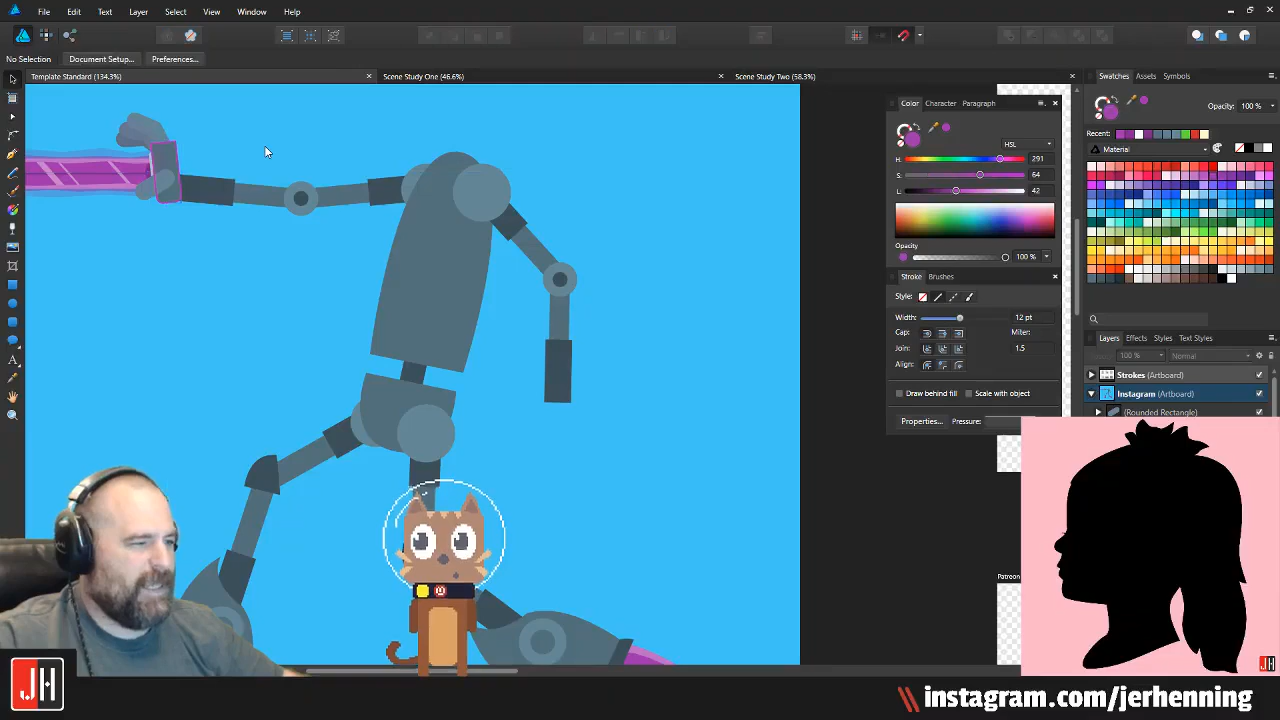 File Edit Text Layer Select View Window Help
No Selection Document Setup... Preferences...
Template Standard (134.3%) Scene Study One (46.6%) Scene Study Two (58.3%)
Color Character Paragraph
HSL
H: 291
S: 64
L: 42
Opacity
100 %
Stroke Brushes
Style:
Width: 12 pt
Cap: Miter:
Join: 1.5
Align:
Draw behind fill Scale with object
Properties... Pressure:
Swatches Assets Symbols
Opacity: 100 %
Recent:
Material
Layers Effects Styles Text Styles
100 % Normal
Strokes (Artboard)
Instagram (Artboard)
(Rounded Rectangle)
Patroon
JH
JH
\\ instagram.com/jerhenning